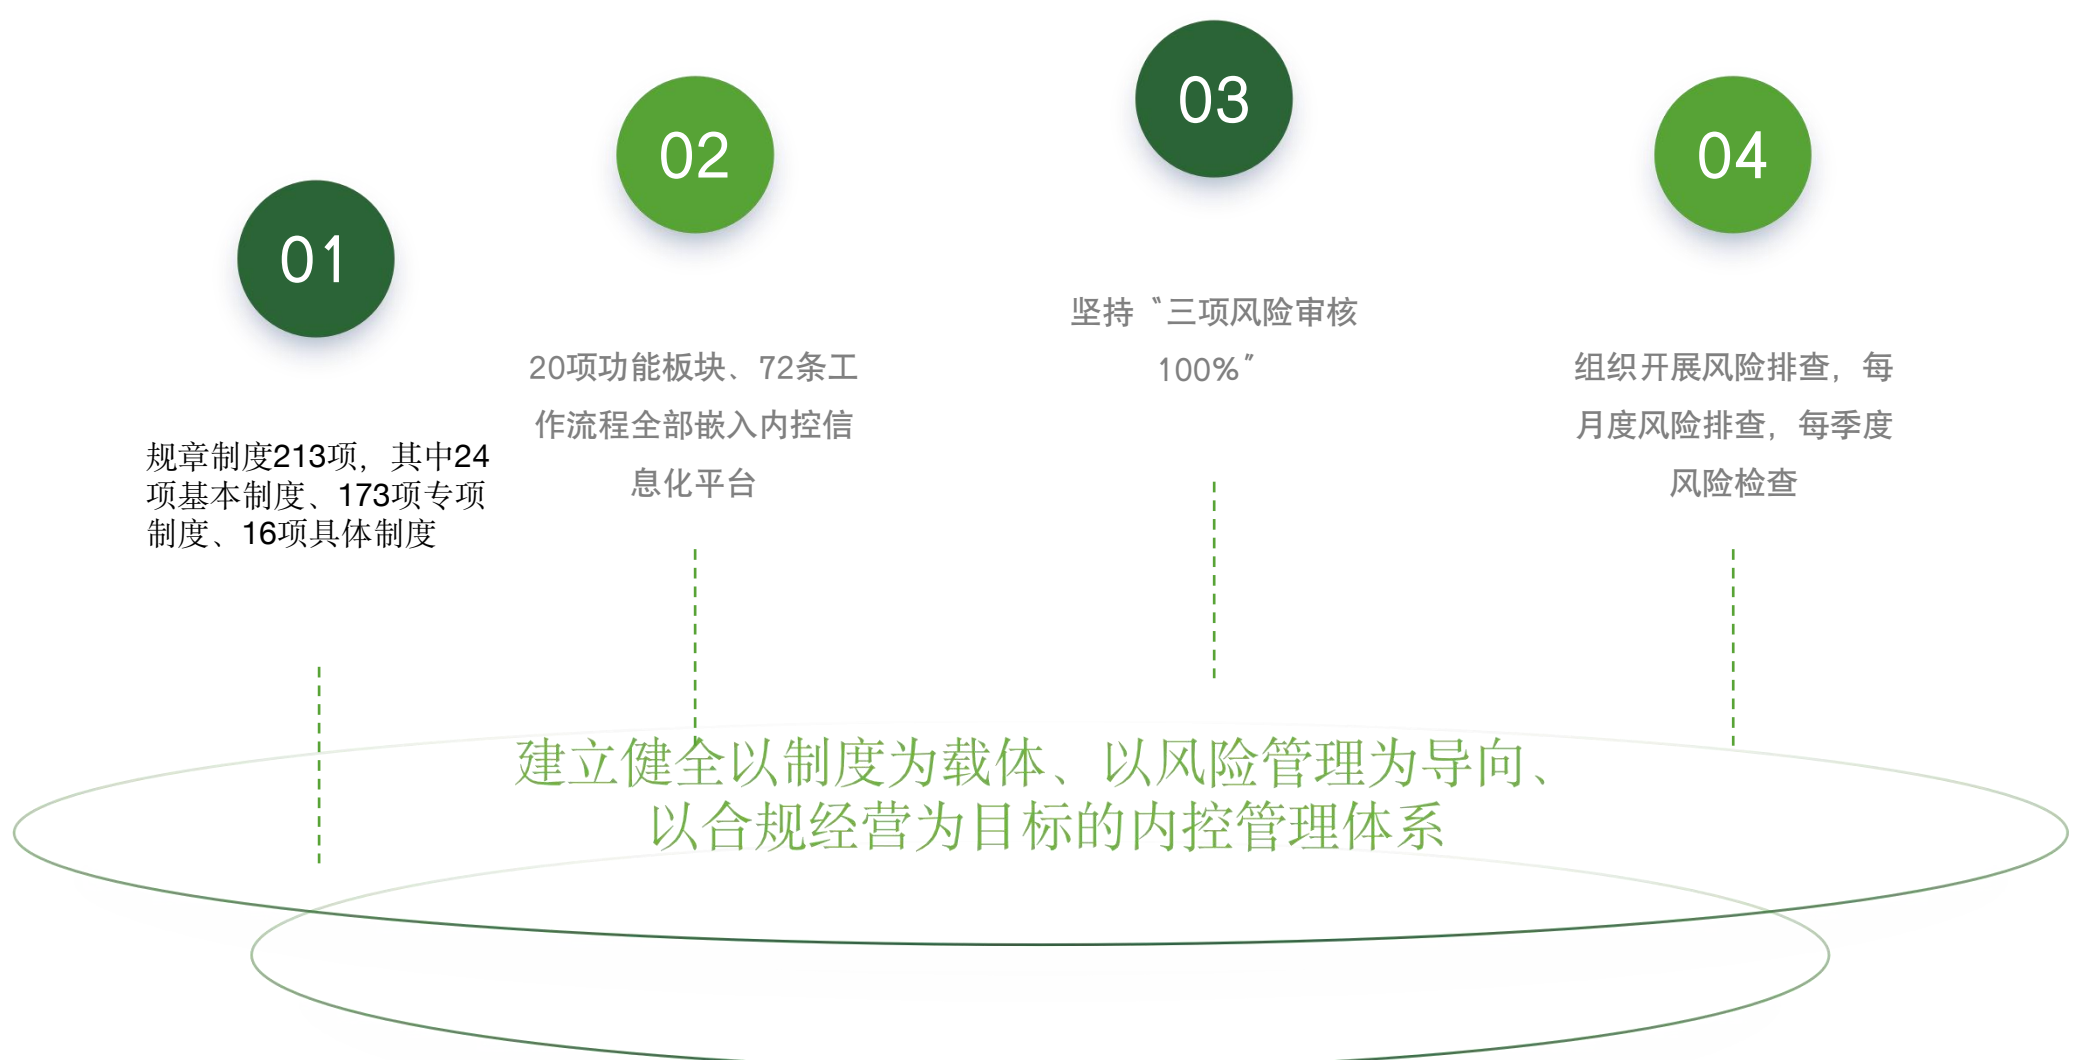 01
规章制度213项，其中24
项基本制度、173项专项
制度、16项具体制度
02
20项功能板块、72条工
作流程全部嵌入内控信
息化平台
03
坚持〝三项风险审核
100%〞
04
组织开展风险排查，每
月度风险排查，每季度
风险检查
建立健全以制度为载体、以风险管理为导向、
以合规经营为目标的内控管理体系